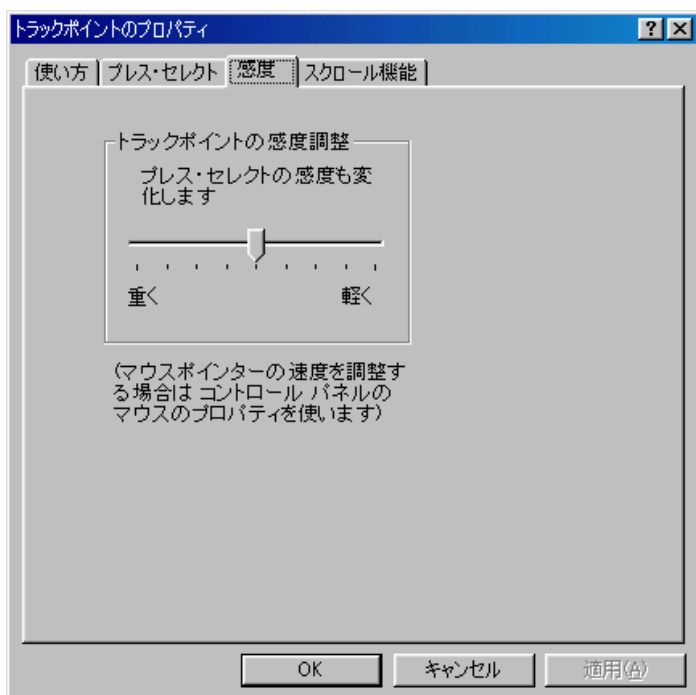 トラックポイントのプロパティ
使い方 プレス・セレクト 感度 スクロール機能
トラックポイントの感度調整
プレス・セレクトの感度も変
化します
重く 軽く
(マウスポインターの速度を調整す
る場合は コントロール パネルの
マウスのプロパティを使います)
OK キャンセル 適用(A)